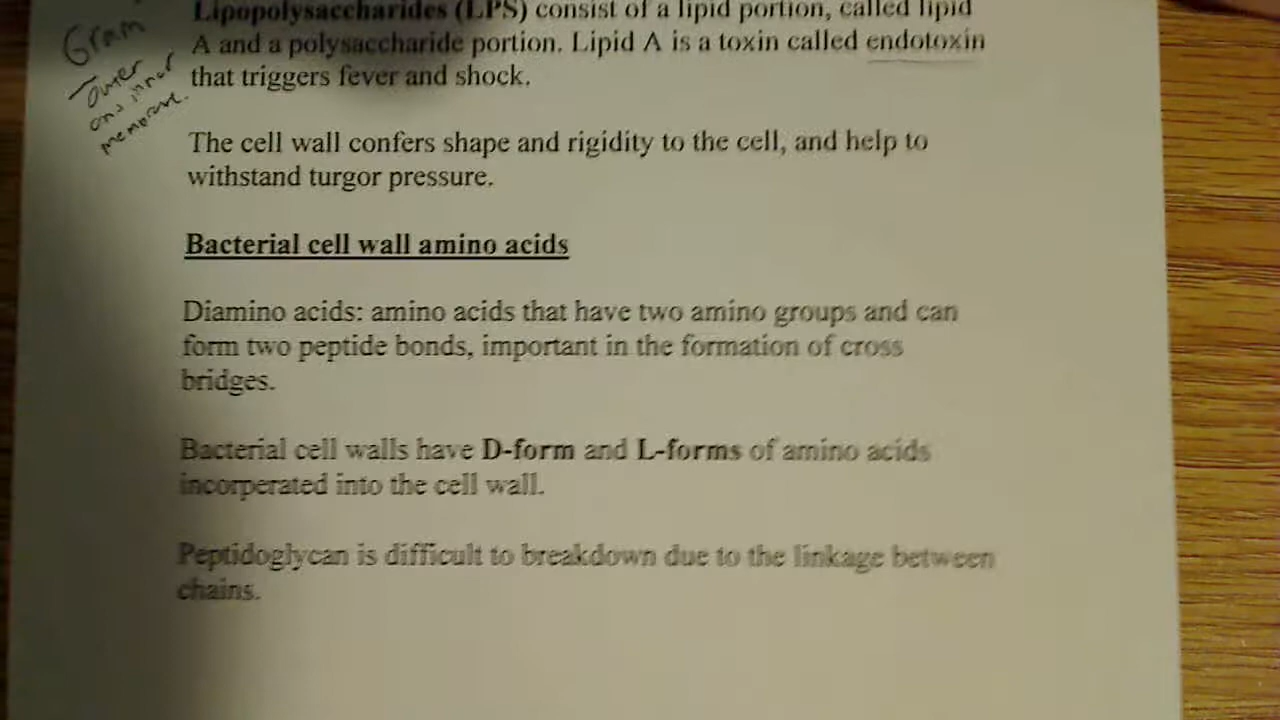 Gram
Outer
and inner
membrane.
Lipopolysaccharides (LPS) consist of a lipid portion, called lipid
A and a polysaccharide portion. Lipid A is a toxin called endotoxin
that triggers fever and shock.
The cell wall confers shape and rigidity to the cell, and help to
withstand turgor pressure.
Bacterial cell wall amino acids
Diamino acids: amino acids that have two amino groups and can
form two peptide bonds, important in the formation of cross
bridges.
Bacterial cell walls have D-form and L-forms of amino acids
incorperated into the cell wall.
Peptidoglycan is difficult to breakdown due to the linkage between
chains.